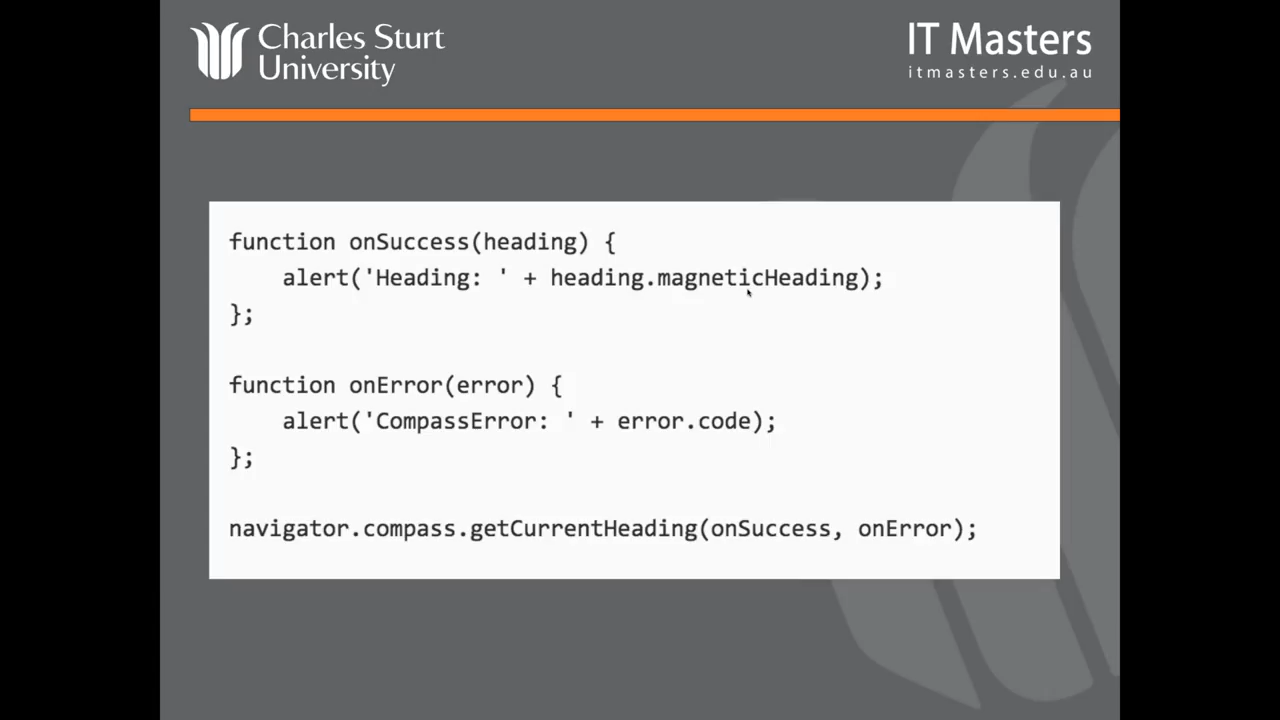 Charles Sturt
University
IT Masters
itmasters.edu.au
function onSuccess(heading) {
    alert('Heading: ' + heading.magneticHeading);
};
function onError(error) {
    alert('CompassError: ' + error.code);
};
navigator.compass.getCurrentHeading(onSuccess, onError);